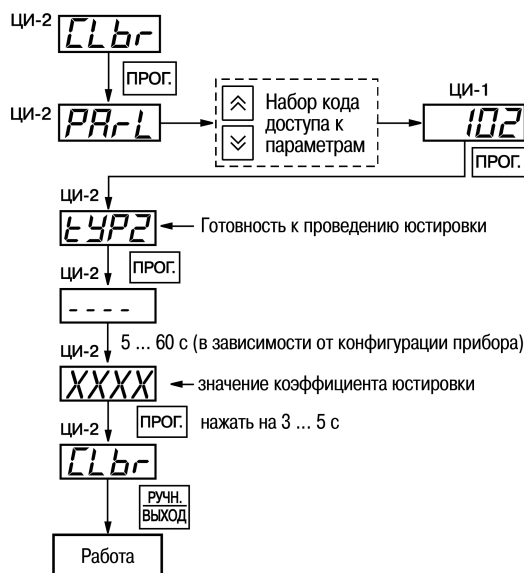 ЦИ-2
CLbr
ПРОГ.
ЦИ-2
PArL
Набор кода
доступа к
параметрам
ЦИ-1
102
ПРОГ.
ЦИ-2
tYP2
Готовность к проведению юстировки
ЦИ-2
ПРОГ.
----
5 ... 60 с (в зависимости от конфигурации прибора)
ЦИ-2
XXXX
значение коэффициента юстировки
ЦИ-2
ПРОГ.
нажать на 3 ... 5 с
CLbr
РУЧН.
ВЫХОД
Работа